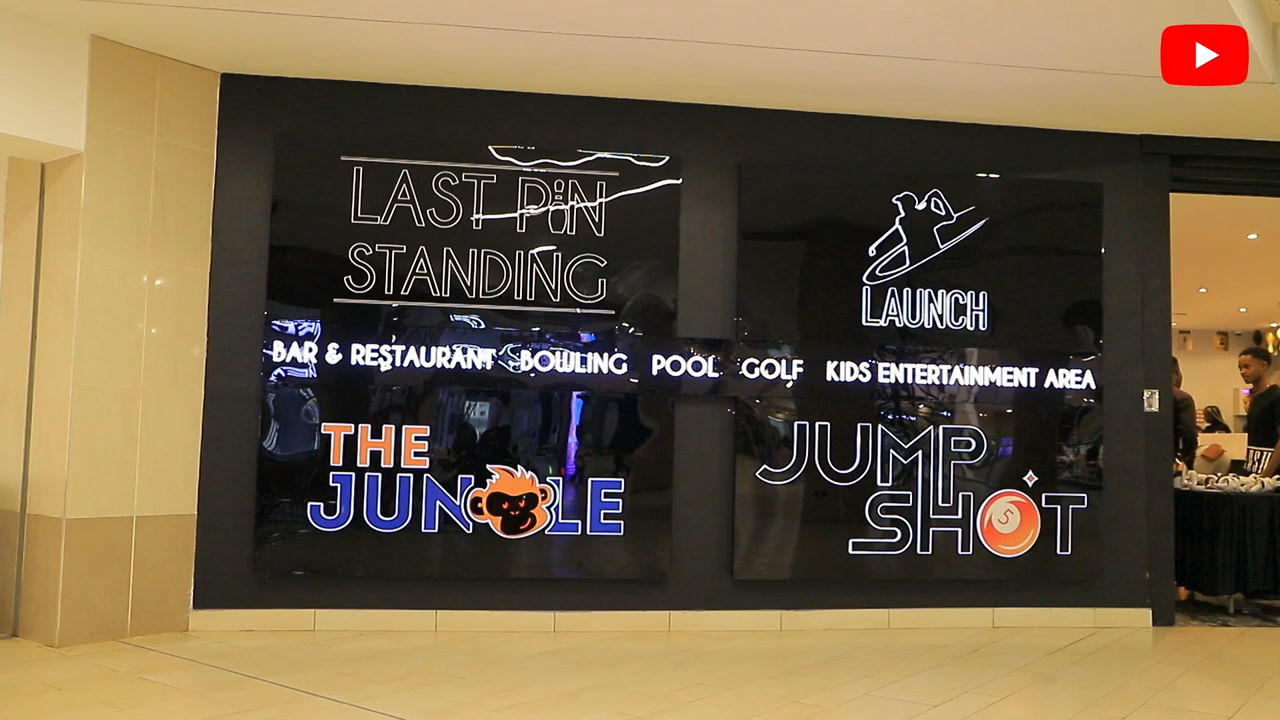 LAST PIN
STANDING
LAUNCH
BAR & RESTAURANT BOWLING POOL GOLF KIDS ENTERTAINMENT AREA
THE
JUNGLE
JUMP
SHOT
5